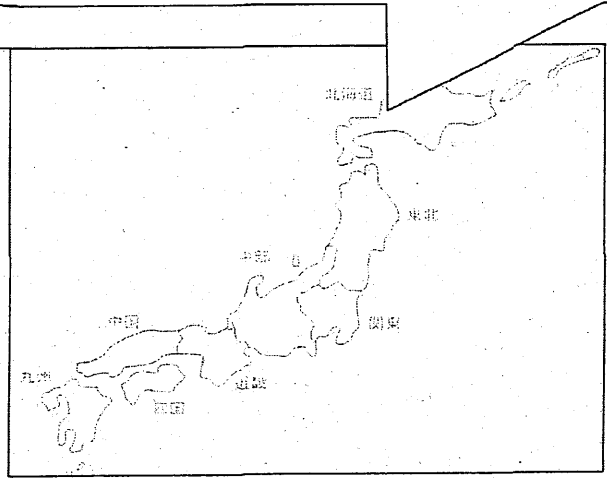 北海道
東北
中部
関東
中国
九州
近畿
四国